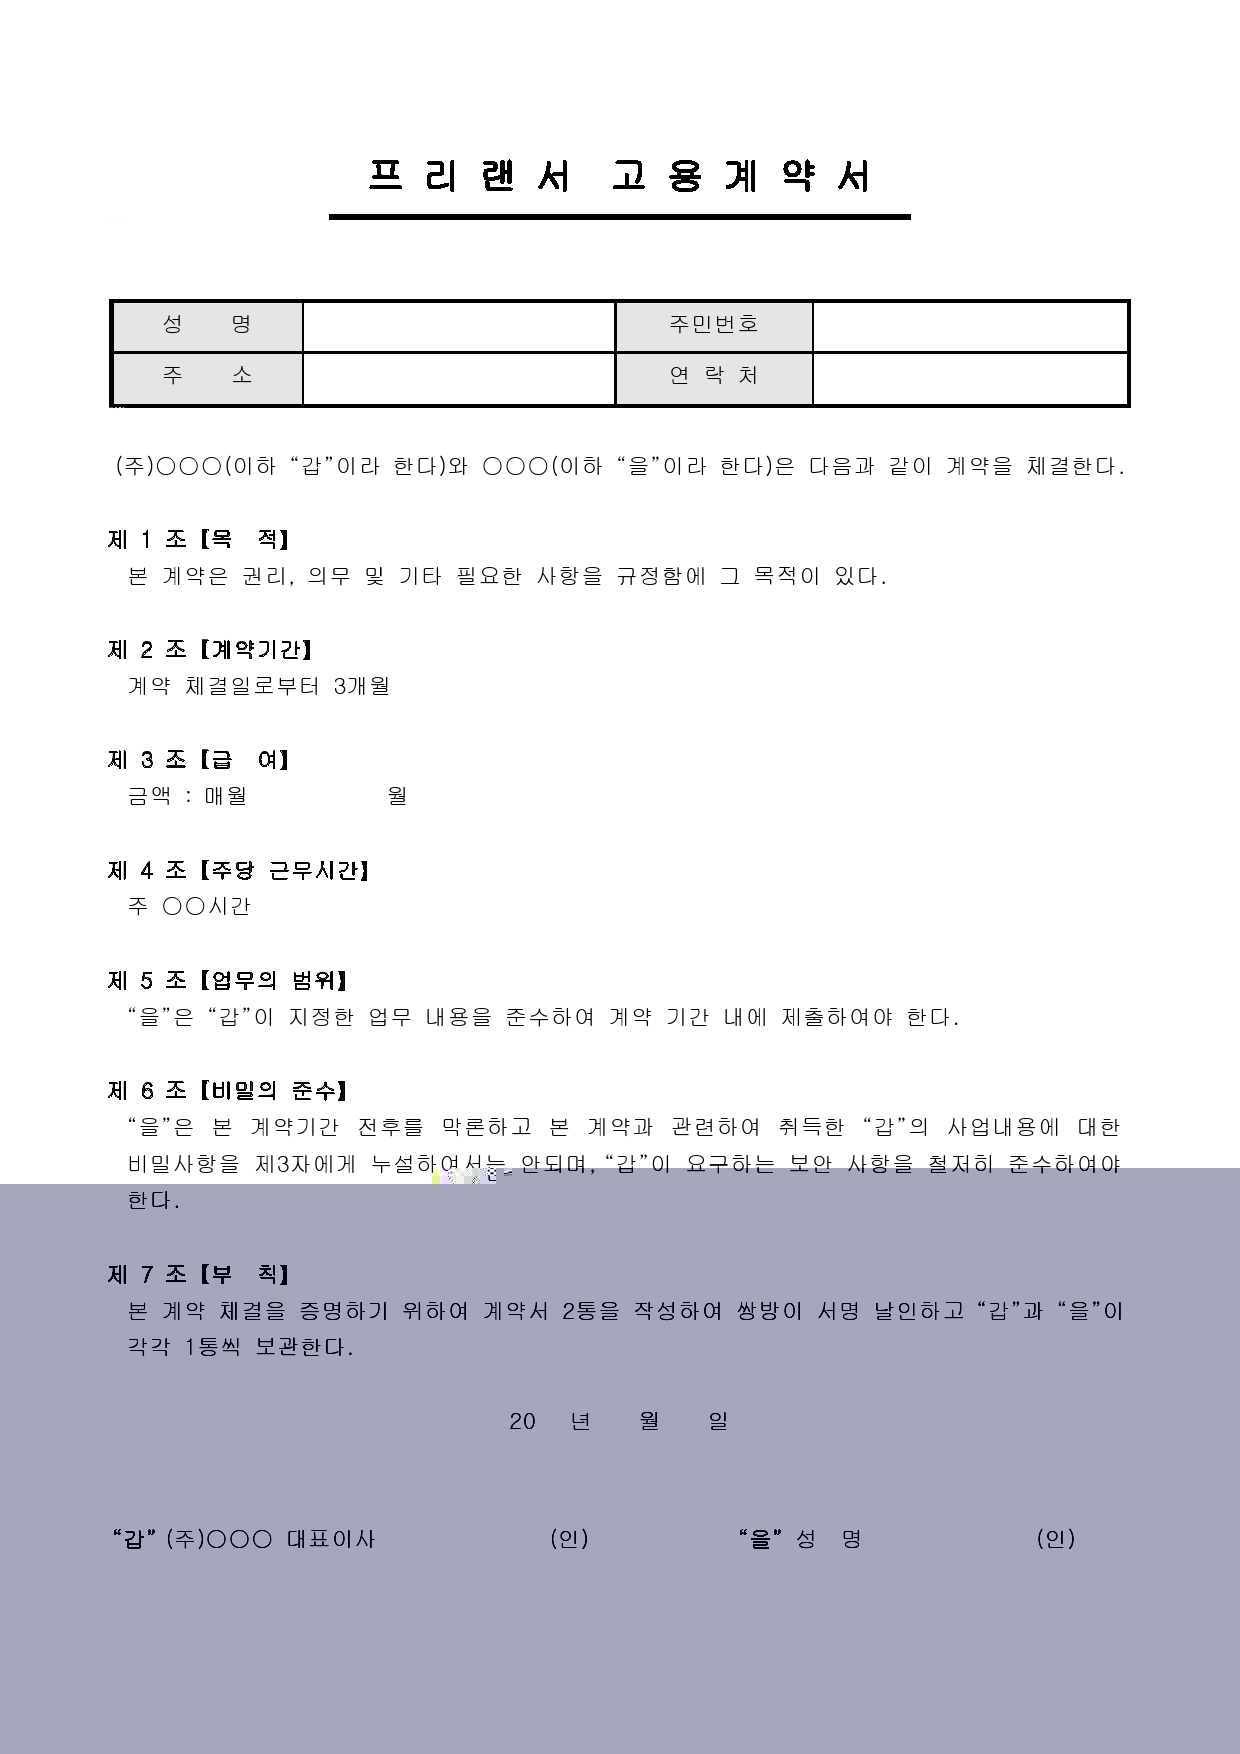 프리랜서 고용계약서
성 명 주민번호
주 소 연 락 처
(주)○○○(이하 “갑”이라 한다)와 ○○○(이하 “을”이라 한다)은 다음과 같이 계약을 체결한다.
제 1 조【목 적】
본 계약은 권리, 의무 및 기타 필요한 사항을 규정함에 그 목적이 있다.
제 2 조【계약기간】
계약 체결일로부터 3개월
제 3 조【급 여】
금액 : 매월 월
제 4 조【주당 근무시간】
주 ○○시간
제 5 조【업무의 범위】
“을”은 “갑”이 지정한 업무 내용을 준수하여 계약 기간 내에 제출하여야 한다.
제 6 조【비밀의 준수】
“을”은 본 계약기간 전후를 막론하고 본 계약과 관련하여 취득한 “갑”의 사업내용에 대한
비밀사항을 제3자에게 누설하여서는 안되며, “갑”이 요구하는 보안 사항을 철저히 준수하여야
한다.
제 7 조【부 칙】
본 계약 체결을 증명하기 위하여 계약서 2통을 작성하여 쌍방이 서명 날인하고 “갑”과 “을”이
각각 1통씩 보관한다.
20 년 월 일
“갑” (주)○○○ 대표이사 (인) “을” 성 명 (인)